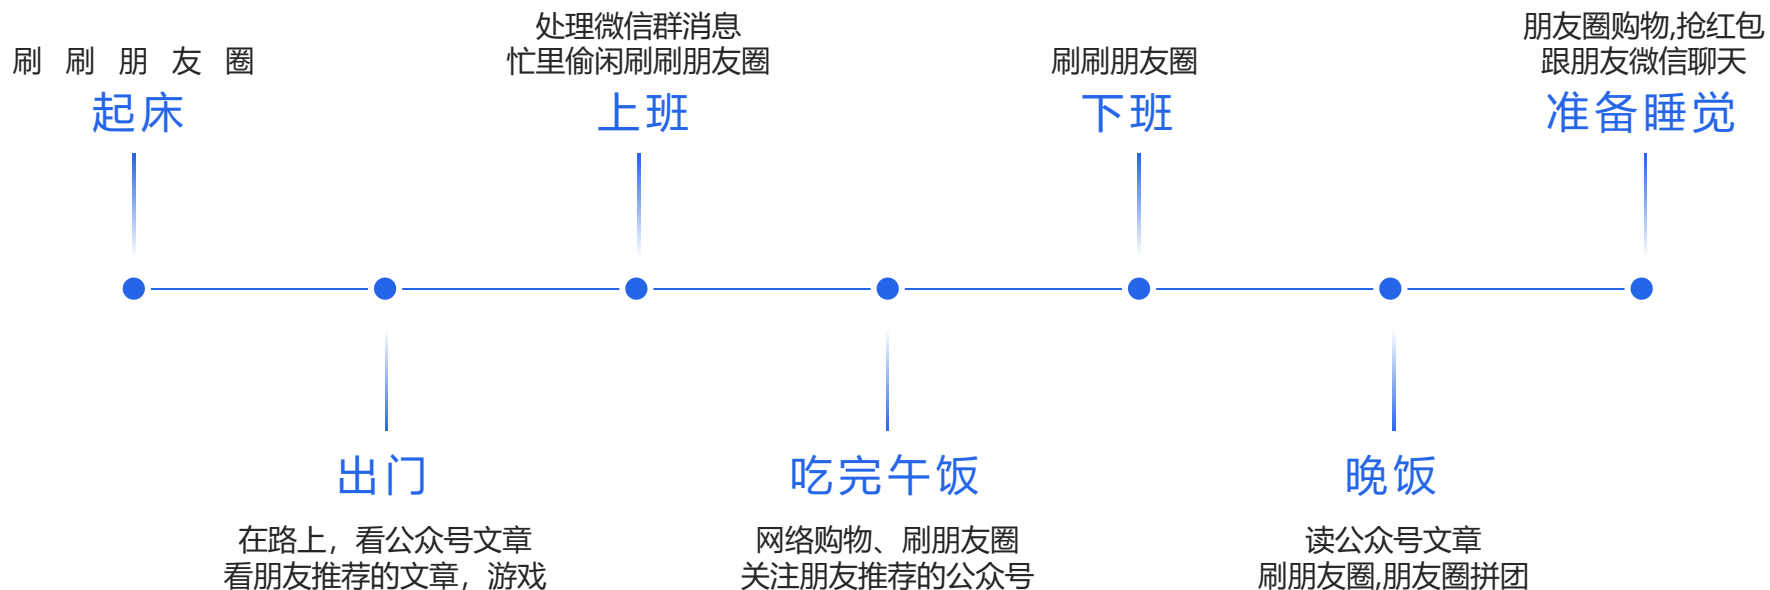 刷刷朋友圈
起床
处理微信群消息
忙里偷闲刷刷朋友圈
上班
刷刷朋友圈
下班
朋友圈购物,抢红包
跟朋友微信聊天
准备睡觉
出门
在路上，看公众号文章
看朋友推荐的文章，游戏
吃完午饭
网络购物、刷朋友圈
关注朋友推荐的公众号
晚饭
读公众号文章
刷朋友圈,朋友圈拼团